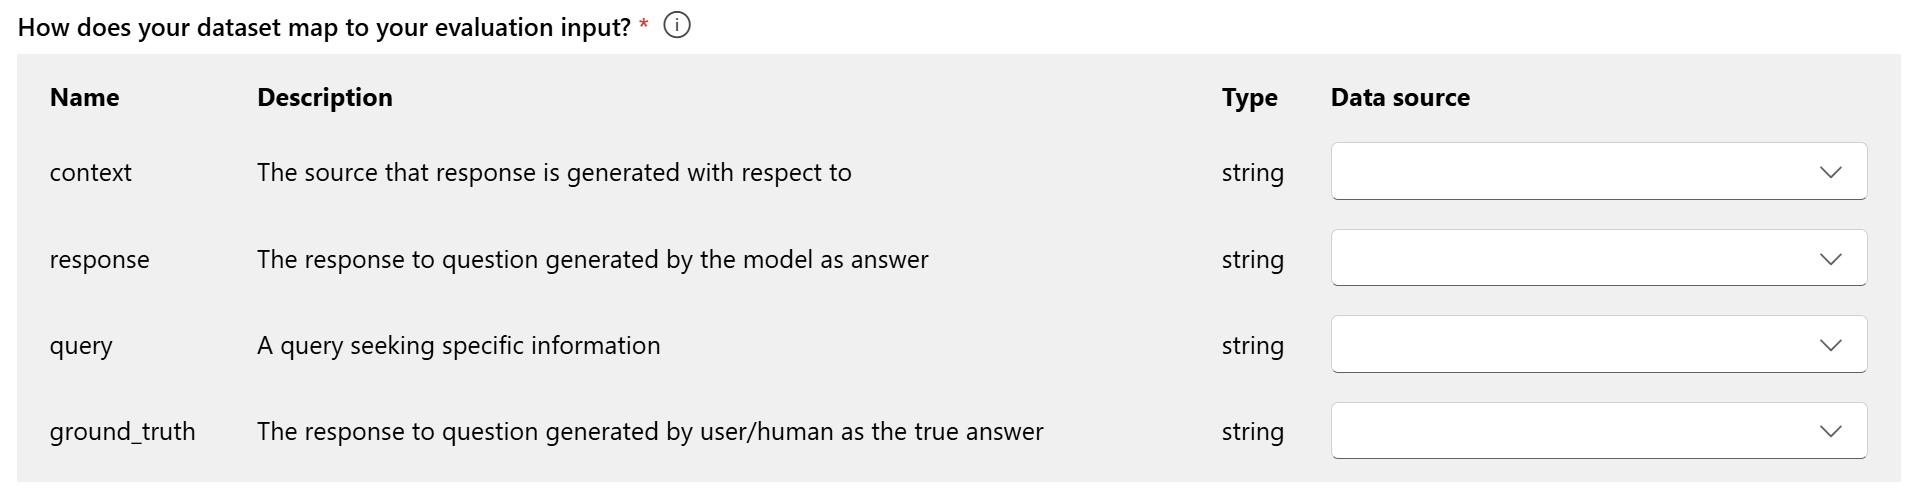 How does your dataset map to your evaluation input? *
Name Description Type Data source
context The source that response is generated with respect to string
response The response to question generated by the model as answer string
query A query seeking specific information string
ground_truth The response to question generated by user/human as the true answer string